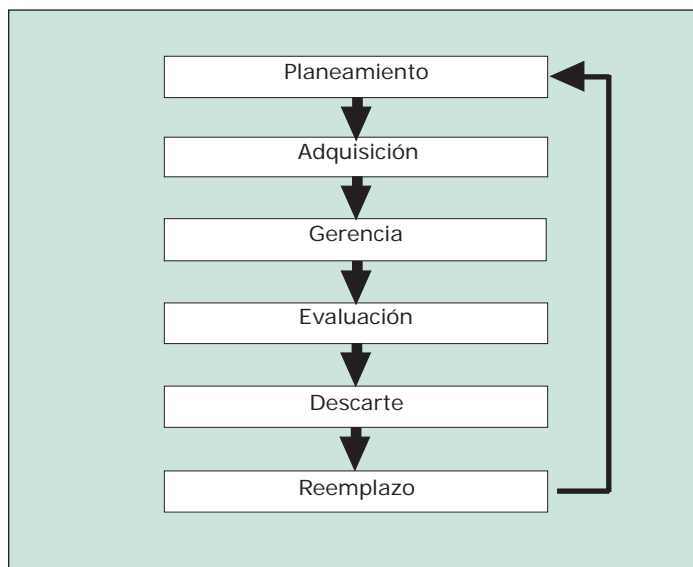 Planeamiento
Adquisición
Gerencia
Evaluación
Descarte
Reemplazo